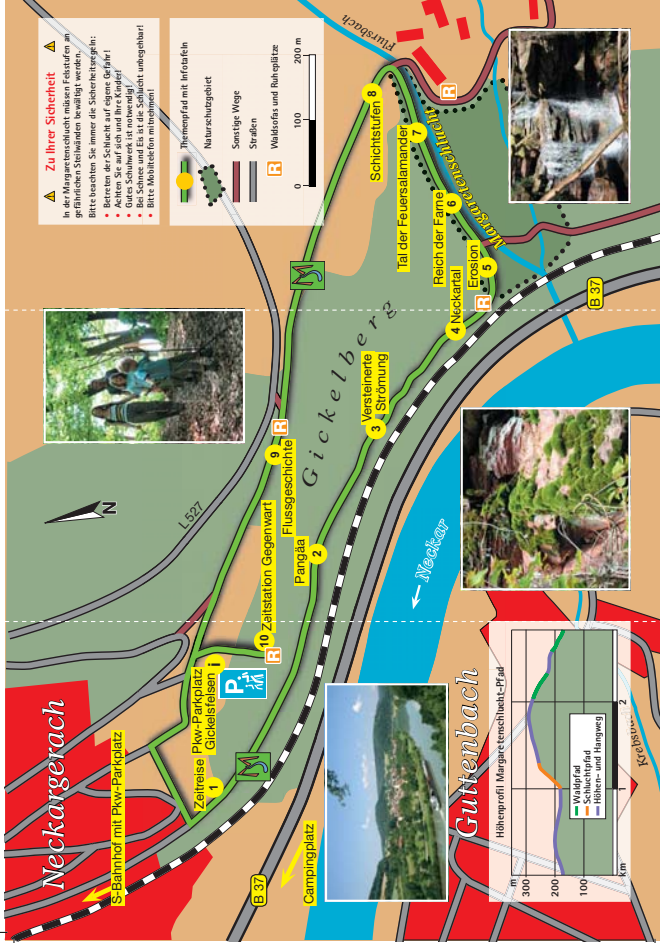 Zu Ihrer Sicherheit
In der Margaretenschlucht müssen Felsstufen an
gefährlichen Steilwänden bewältigt werden.
Bitte beachten Sie immer die Sicherheitsregeln:
• Betreten der Schlucht auf eigene Gefahr!
• Achten Sie auf sich und Ihre Kinder!
• Gutes Schuhwerk ist notwendig!
• Bei Schnee und Eis ist die Schlucht unbegehbar!
• Bitte Mobiltelefon mitnehmen!
Themenpfad mit Infotafeln
Naturschutzgebiet
Sonstige Wege
Straßen
R Waldsofas und Ruheplätze
0 100 200 m
Neckargerach
S-Bahnhof mit Pkw-Parkplatz
L527
N
Flursbach
Schichtstufen 8
Tal der Feuersalamander 7
Margaretenschlucht
Reich der Farne 6
Erosion 5
R
R
4 Neckartal
Gickelberg
3 Versteinerte
Strömung
9 Flussgeschichte
R
Pangäa 2
10 Zeitstation Gegenwart
R
Pkw-Parkplatz
Gickelsfelsen i
P
Zeitreise 1
B 37
B 37
Campingplatz
← Neckar
Guttenbach
Höhenprofil Margaretenschlucht-Pfad
m
300
200
100
km
1
2
Waldpfad
Schluchtpfad
Höhen- und Hangweg